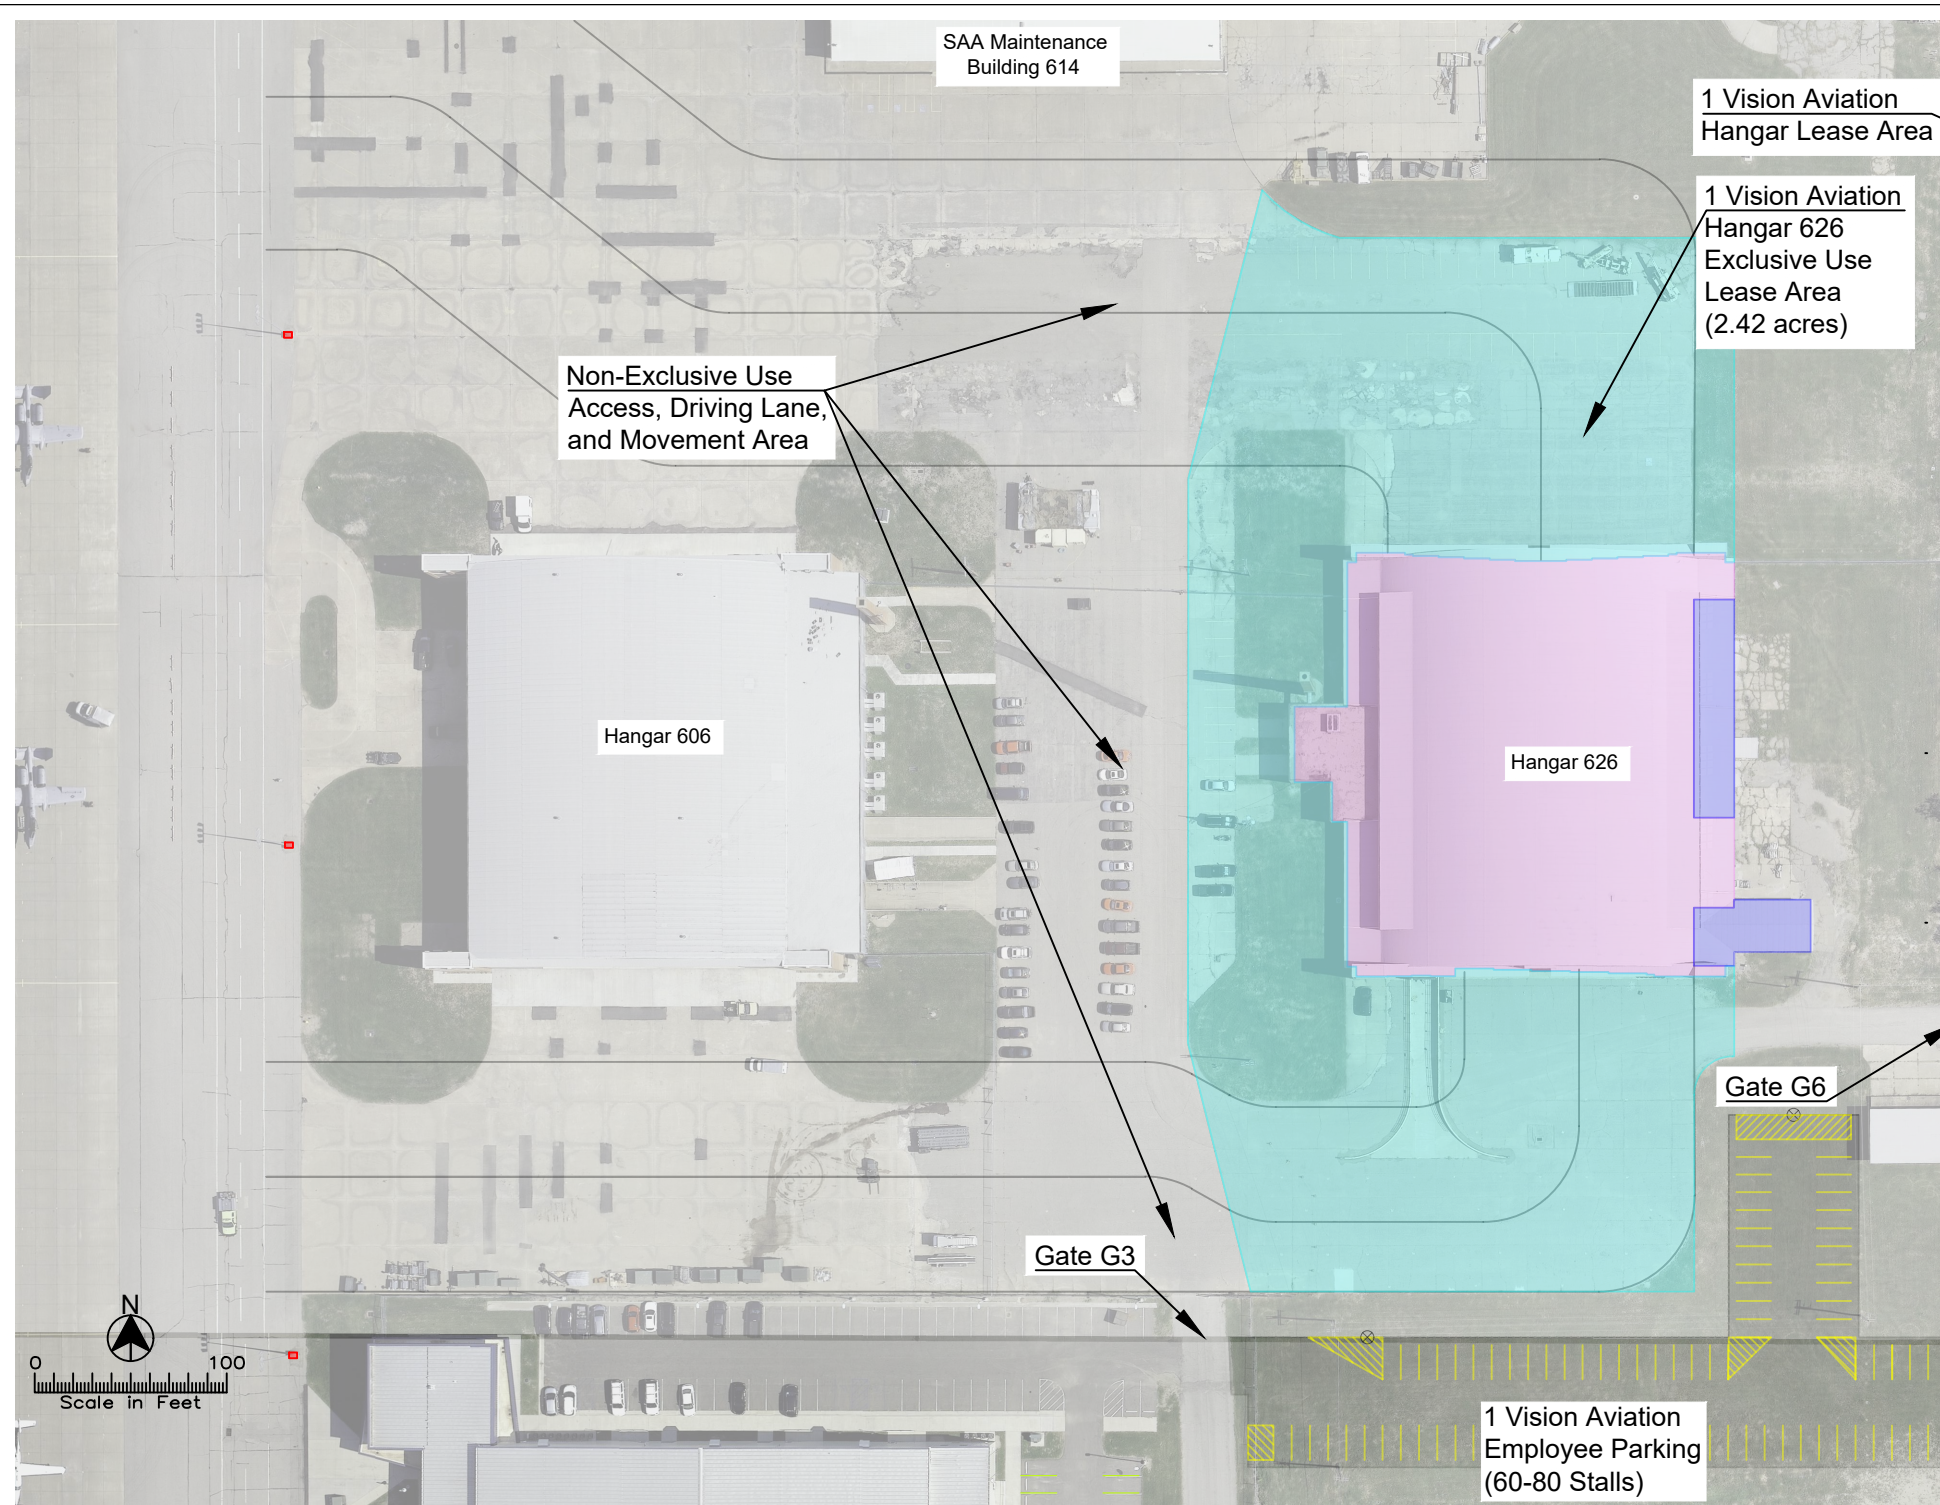 SAA Maintenance
Building 614
1 Vision Aviation
Hangar Lease Area
1 Vision Aviation
Hangar 626
Exclusive Use
Lease Area
(2.42 acres)
Non-Exclusive Use
Access, Driving Lane,
and Movement Area
Hangar 606
Hangar 626
Gate G6
Gate G3
N
0 100
Scale in Feet
1 Vision Aviation
Employee Parking
(60-80 Stalls)